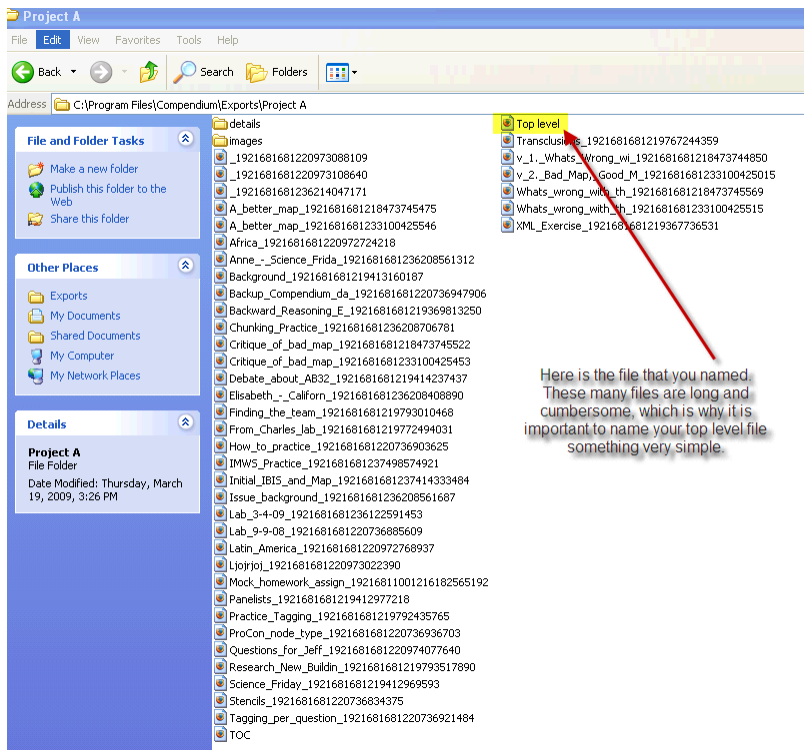 Project A
File Edit View Favorites Tools Help
Back Search Folders
Address C:\Program Files\Compendium\Exports\Project A
File and Folder Tasks
Make a new folder
Publish this folder to the
Web
Share this folder
Other Places
Exports
My Documents
Shared Documents
My Computer
My Network Places
Details
Project A
File Folder
Date Modified: Thursday, March
19, 2009, 3:26 PM
details
images
_1921681681220973088109
_1921681681220973108640
_1921681681236214047171
A_better_map_1921681681218473745475
A_better_map_1921681681233100425546
Africa_1921681681220972724218
Anne_-_Science_Frida_1921681681236208561312
Background_1921681681219413160187
Backup_Compendium_da_1921681681220736947906
Backward_Reasoning_E_1921681681219369813250
Chunking_Practice_1921681681236208706781
Critique_of_bad_map_1921681681218473745522
Critique_of_bad_map_1921681681233100425453
Debate_about_AB32_1921681681219414237437
Elisabeth_-_Californ_1921681681236208408890
Finding_the_team_1921681681219793010468
From_Charles_lab_1921681681219772494031
How_to_practice_1921681681220736903625
IMWS_Practice_1921681681237498574921
Initial_IBIS_and_Map_1921681681237414333484
Issue_background_1921681681236208561687
Lab_3-4-09_1921681681236122591453
Lab_9-9-08_1921681681220736885609
Latin_America_1921681681220972768937
Ljojrjoj_1921681681220973022390
Mock_homework_assign_19216811001216182565192
Panelists_1921681681219412977218
Practice_Tagging_1921681681219792435765
ProCon_node_type_1921681681220736936703
Questions_for_Jeff_1921681681220974077640
Research_New_Buildin_1921681681219793517890
Science_Friday_1921681681219412969593
Stencils_1921681681220736834375
Tagging_per_question_1921681681220736921484
TOC
Top level
Transclusions_1921681681219767244359
v_1._Whats_Wrong_wi_1921681681218473744850
v_2._Bad_Map,_Good_M_1921681681233100425015
Whats_wrong_with_th_1921681681218473745569
Whats_wrong_with_th_1921681681233100425515
XML_Exercise_1921681681219367736531
Here is the file that you named.
These many files are long and
cumbersome, which is why it is
important to name your top level file
something very simple.